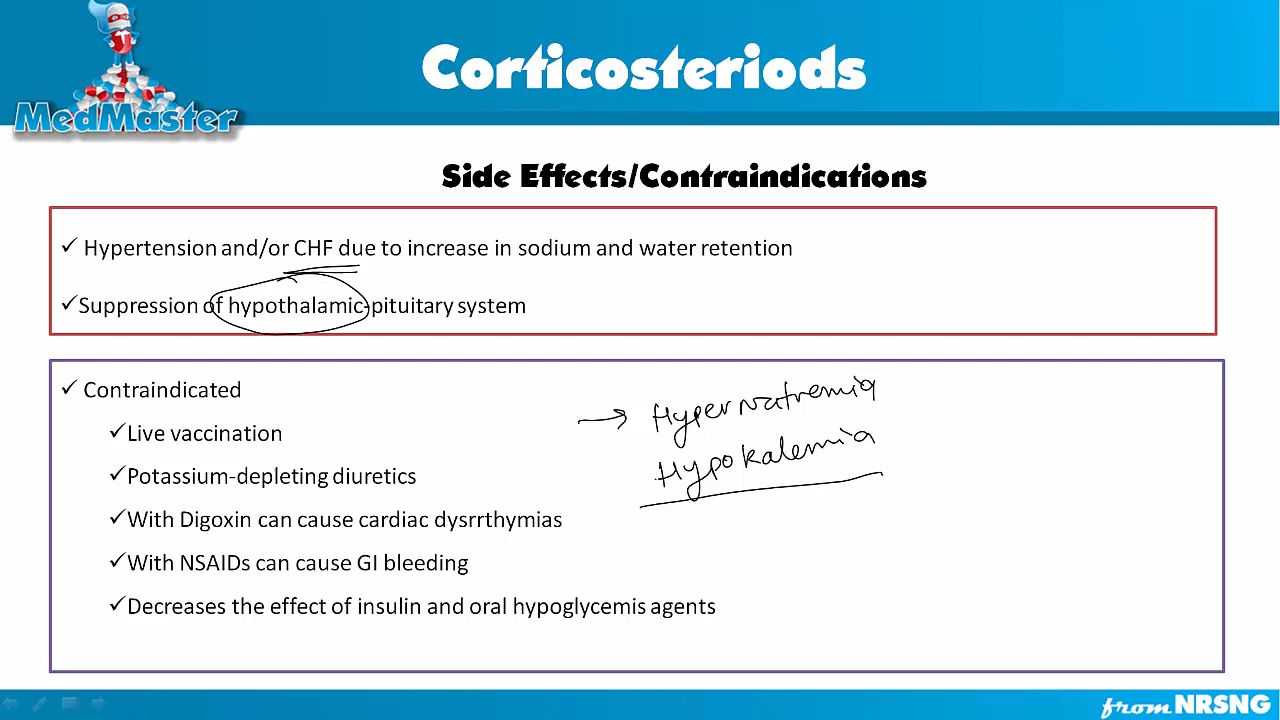 MedMaster
Corticosteriods
Side Effects/Contraindications
✓ Hypertension and/or CHF due to increase in sodium and water retention
✓Suppression of hypothalamic-pituitary system
✓ Contraindicated
✓Live vaccination
✓Potassium-depleting diuretics
✓With Digoxin can cause cardiac dysrrthymias
✓With NSAIDs can cause GI bleeding
✓Decreases the effect of insulin and oral hypoglycemis agents
→ Hypernatremia
Hypokalemia
from NRSNG